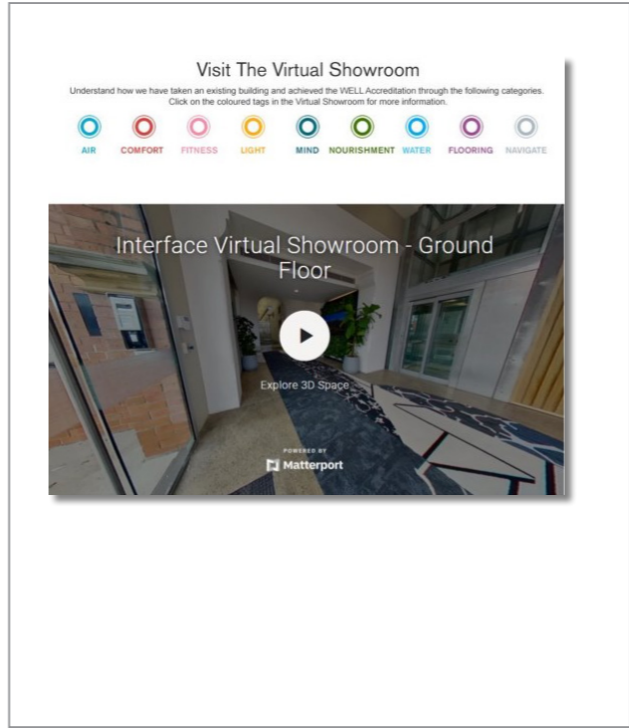 Visit The Virtual Showroom
Understand how we have taken an existing building and achieved the WELL Accreditation through the following categories.
Click on the coloured tags in the Virtual Showroom for more information.
AIR COMFORT FITNESS LIGHT MIND NOURISHMENT WATER FLOORING NAVIGATE
Interface Virtual Showroom - Ground
Floor
Explore 3D Space
POWERED BY
Matterport